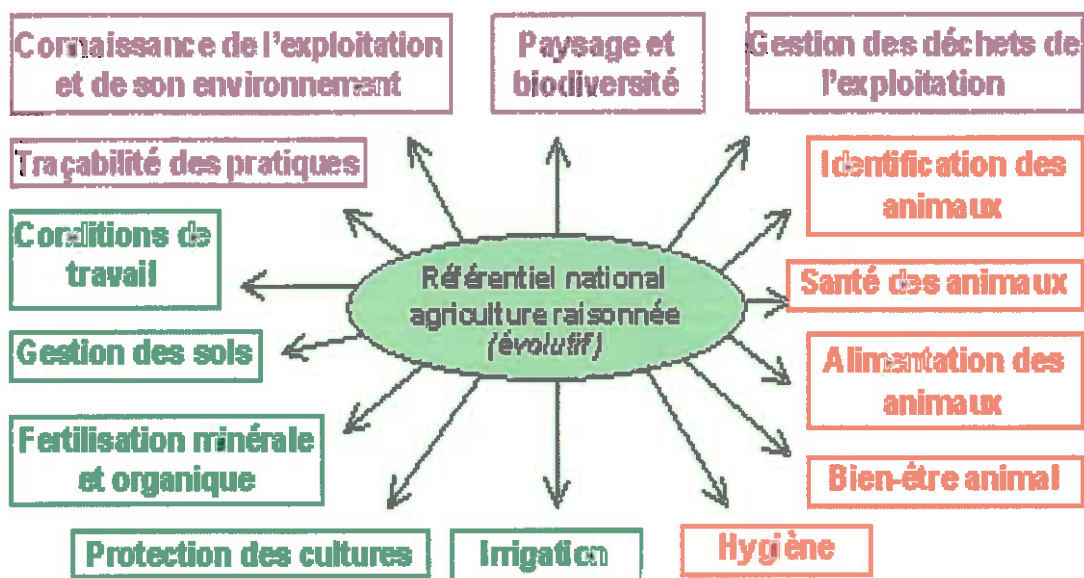 Connaissance de l'exploitation
et de son environnement
Paysage et
biodiversité
Gestion des déchets de
l'exploitation
Traçabilité des pratiques
Identification des
animaux
Conditions de
travail
Référentiel national
agriculture raisonnée
(évolutif)
Santé des animaux
Gestion des sols
Alimentation des
animaux
Fertilisation minérale
et organique
Bien-être animal
Protection des cultures
Irrigation
Hygiène